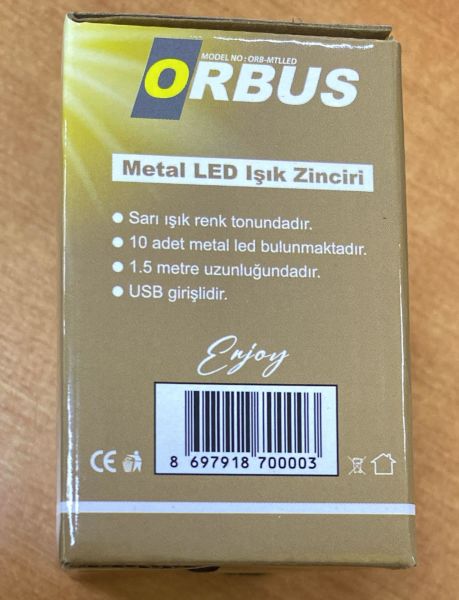 MODEL NO : ORB-MTLLED
ORBUS
Metal LED Işık Zinciri
● Sarı ışık renk tonundadır.
● 10 adet metal led bulunmaktadır.
● 1.5 metre uzunluğundadır.
● USB girişlidir.
Enjoy
CE
8 697918 700003